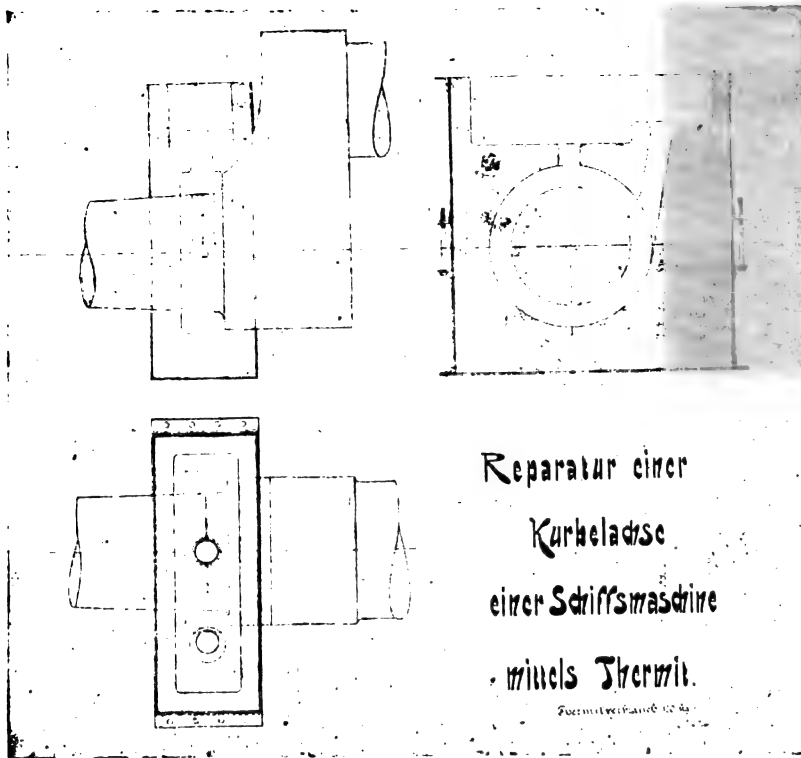 Reparatur einer
Kurbelachse
einer Schiffsmaschine
mittels Thermit.